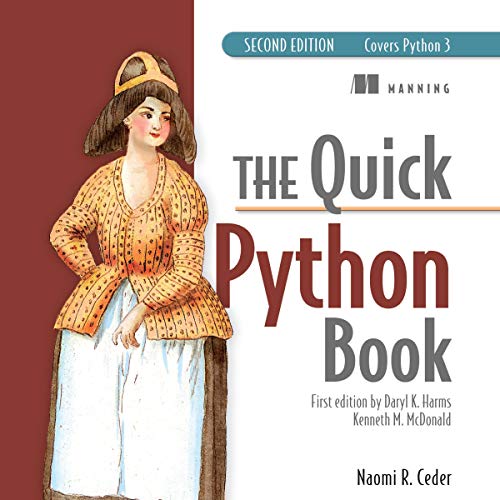 SECOND EDITION Covers Python 3
MANNING
THE Quick
Python
Book
First edition by Daryl K. Harms
Kenneth M. McDonald
Naomi R. Ceder